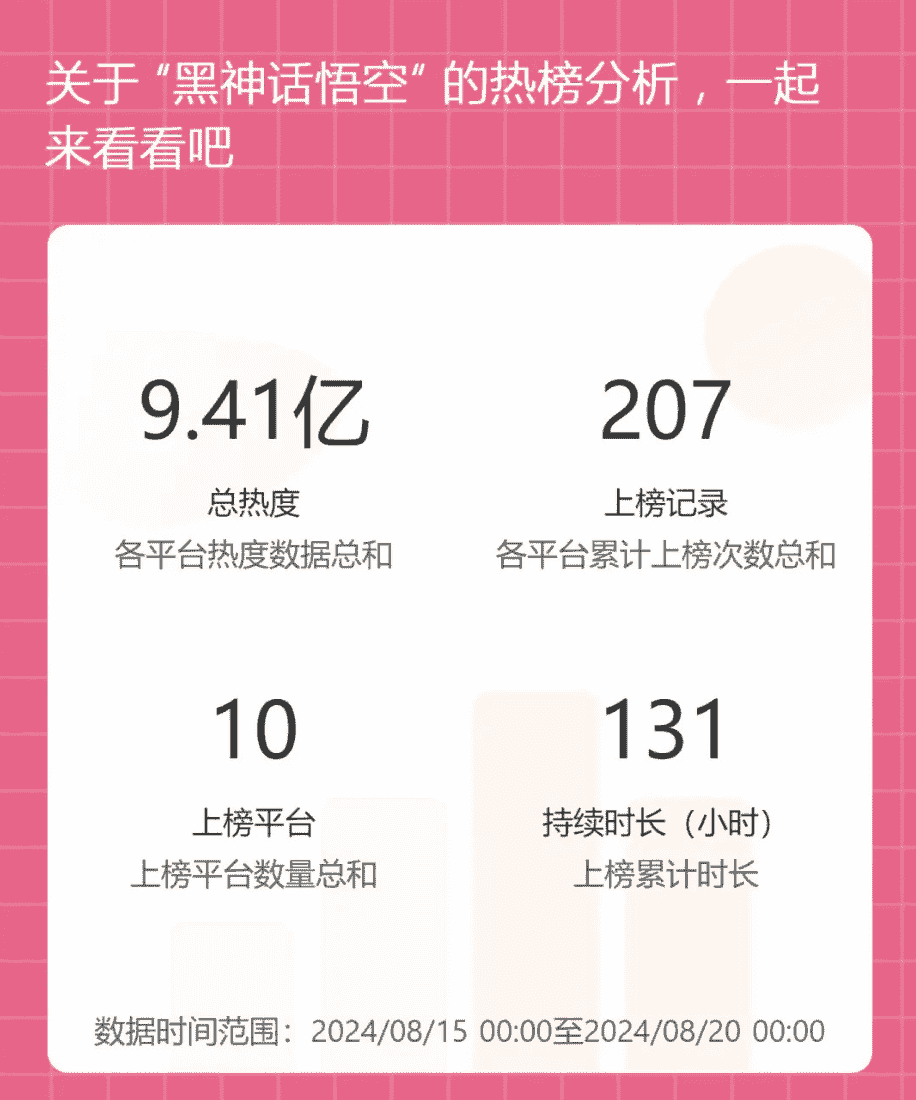 关于“黑神话悟空”的热榜分析，一起
来看看吧
9.41亿
207
总热度
上榜记录
各平台热度数据总和
各平台累计上榜次数总和
10
131
上榜平台
持续时长（小时）
上榜平台数量总和
上榜累计时长
数据时间范围：2024/08/15 00:00至2024/08/20 00:00